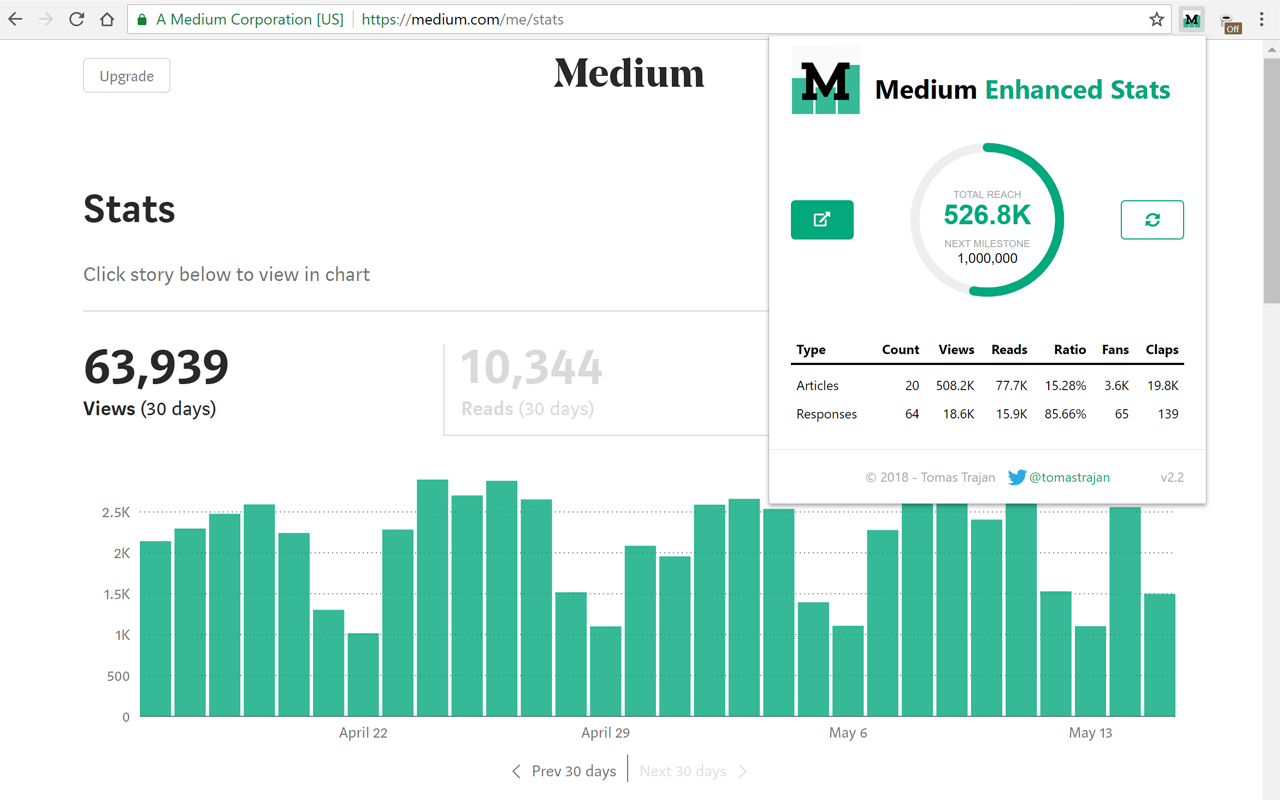 A Medium Corporation [US] https://medium.com/me/stats
M
Off
Upgrade
Medium
Stats
Click story below to view in chart
63,939
Views (30 days)
10,344
Reads (30 days)
M
Medium Enhanced Stats
TOTAL REACH
526.8K
NEXT MILESTONE
1,000,000
Type Count Views Reads Ratio Fans Claps
Articles 20 508.2K 77.7K 15.28% 3.6K 19.8K
Responses 64 18.6K 15.9K 85.66% 65 139
© 2018 - Tomas Trajan @tomastrajan v2.2
2.5K
2K
1.5K
1K
500
0
April 22 April 29 May 6 May 13
Prev 30 days Next 30 days